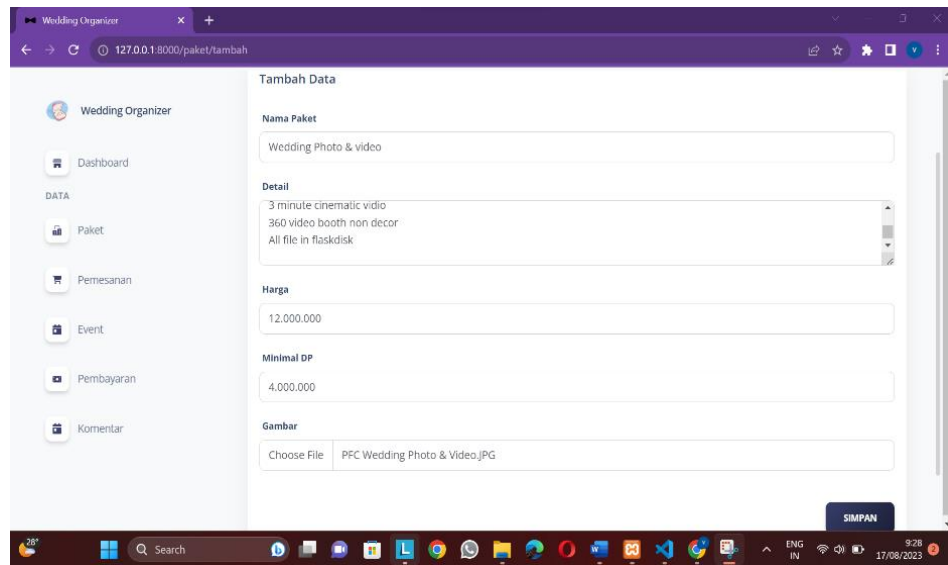 Wedding Organizer
127.0.0.1:8000/paket/tambah
V
Wedding Organizer
Dashboard
DATA
Paket
Pemesanan
Event
Pembayaran
Komentar
Tambah Data
Nama Paket
Wedding Photo & video
Detail
3 minute cinematic vidio
360 video booth non decor
All file in flaskdisk
Harga
12.000.000
Minimal DP
4.000.000
Gambar
Choose File PFC Wedding Photo & Video.JPG
SIMPAN
28°
Search
ENG
IN
9:28
17/08/2023
2